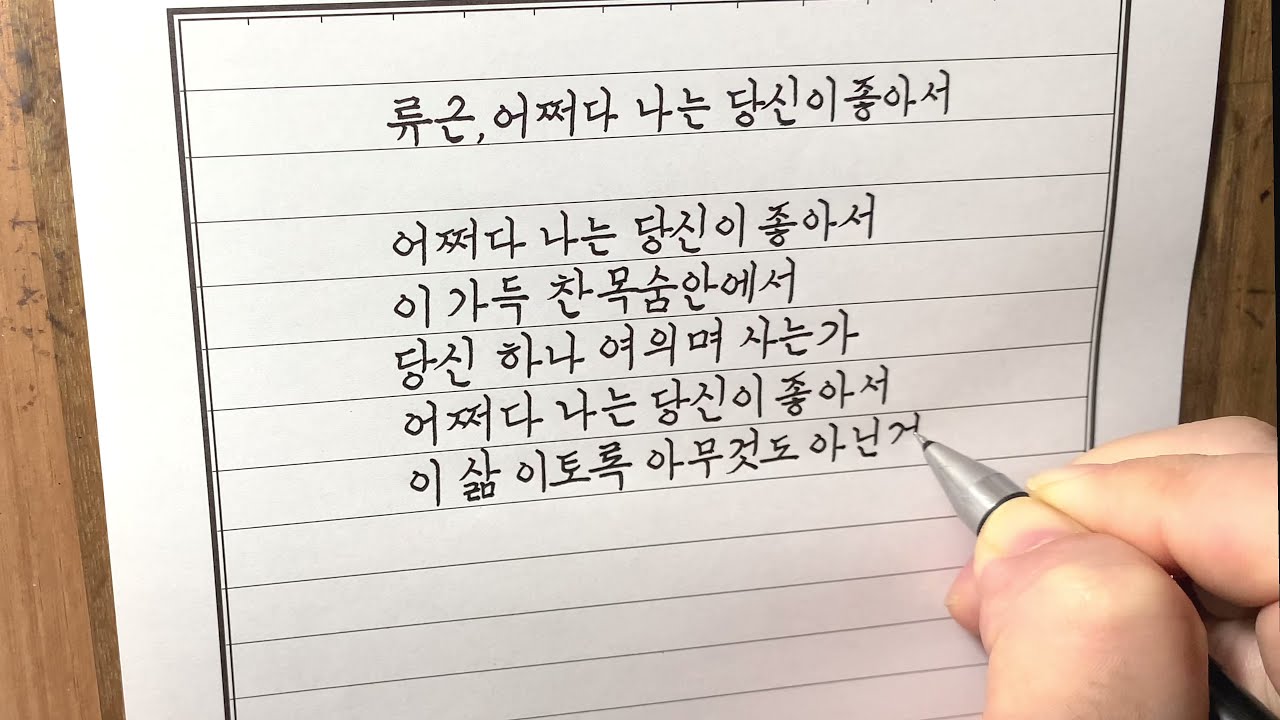 류근, 어쩌다 나는 당신이 좋아서
어쩌다 나는 당신이 좋아서
이 가득 찬 목숨안에서
당신 하나 여의며 사는가
어쩌다 나는 당신이 좋아서
이 삶 이토록 아무것도 아닌거